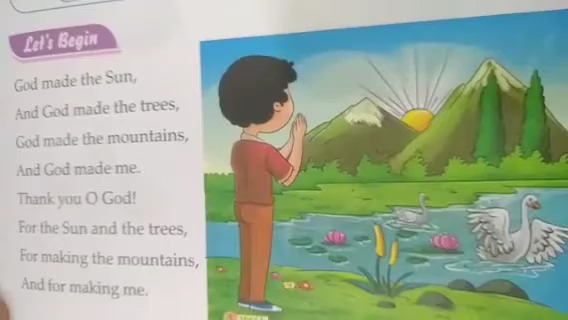 Let's Begin
God made the Sun,
And God made the trees,
God made the mountains,
And God made me.
Thank you O God!
For the Sun and the trees,
For making the mountains,
And for making me.